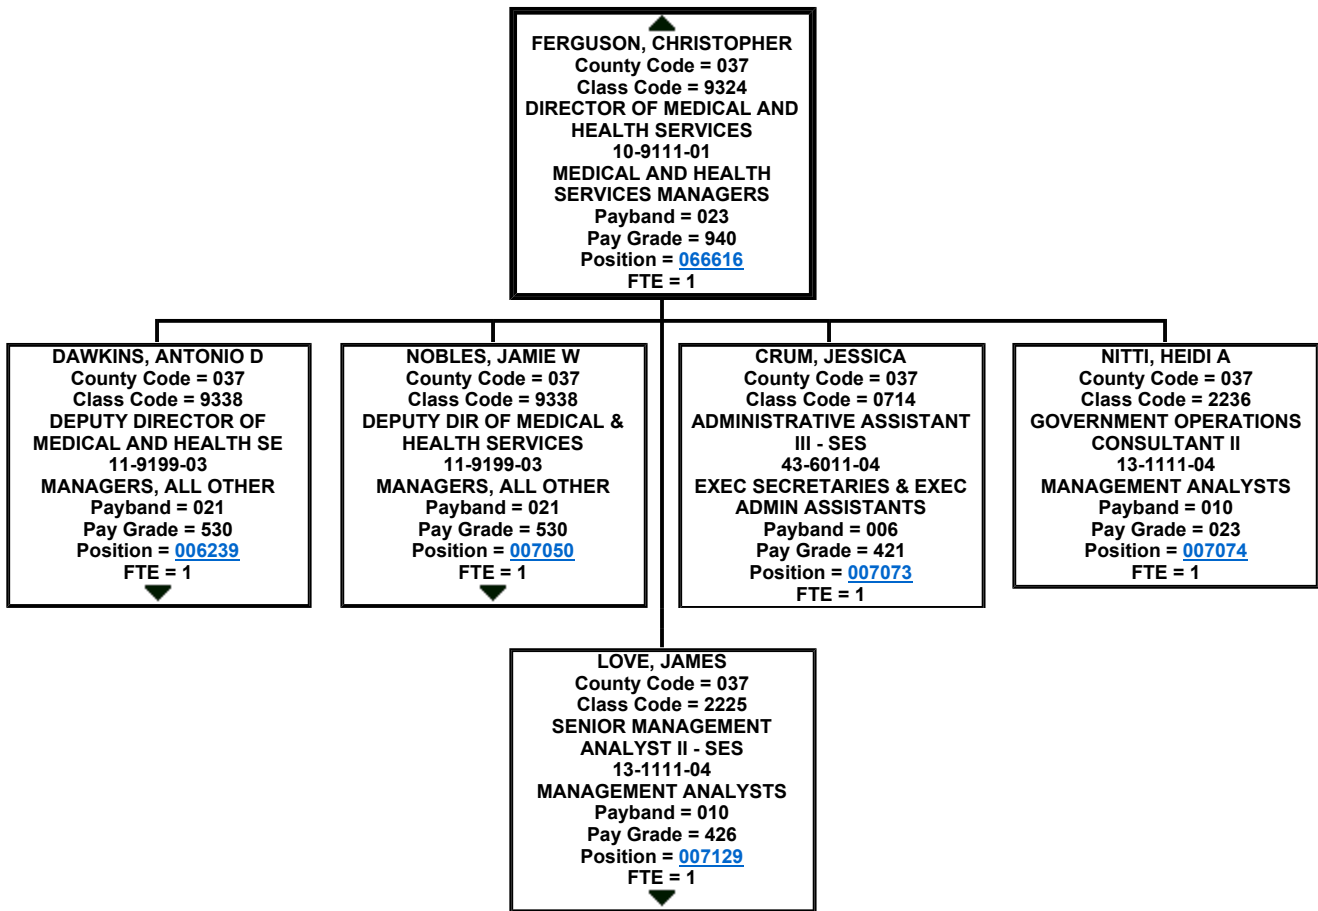 FERGUSON, CHRISTOPHER
County Code = 037
Class Code = 9324
DIRECTOR OF MEDICAL AND
HEALTH SERVICES
10-9111-01
MEDICAL AND HEALTH
SERVICES MANAGERS
Payband = 023
Pay Grade = 940
Position = 066616
FTE = 1
DAWKINS, ANTONIO D
County Code = 037
Class Code = 9338
DEPUTY DIRECTOR OF
MEDICAL AND HEALTH SE
11-9199-03
MANAGERS, ALL OTHER
Payband = 021
Pay Grade = 530
Position = 006239
FTE = 1
NOBLES, JAMIE W
County Code = 037
Class Code = 9338
DEPUTY DIR OF MEDICAL &
HEALTH SERVICES
11-9199-03
MANAGERS, ALL OTHER
Payband = 021
Pay Grade = 530
Position = 007050
FTE = 1
CRUM, JESSICA
County Code = 037
Class Code = 0714
ADMINISTRATIVE ASSISTANT
III - SES
43-6011-04
EXEC SECRETARIES & EXEC
ADMIN ASSISTANTS
Payband = 006
Pay Grade = 421
Position = 007073
FTE = 1
NITTI, HEIDI A
County Code = 037
Class Code = 2236
GOVERNMENT OPERATIONS
CONSULTANT II
13-1111-04
MANAGEMENT ANALYSTS
Payband = 010
Pay Grade = 023
Position = 007074
FTE = 1
LOVE, JAMES
County Code = 037
Class Code = 2225
SENIOR MANAGEMENT
ANALYST II - SES
13-1111-04
MANAGEMENT ANALYSTS
Payband = 010
Pay Grade = 426
Position = 007129
FTE = 1